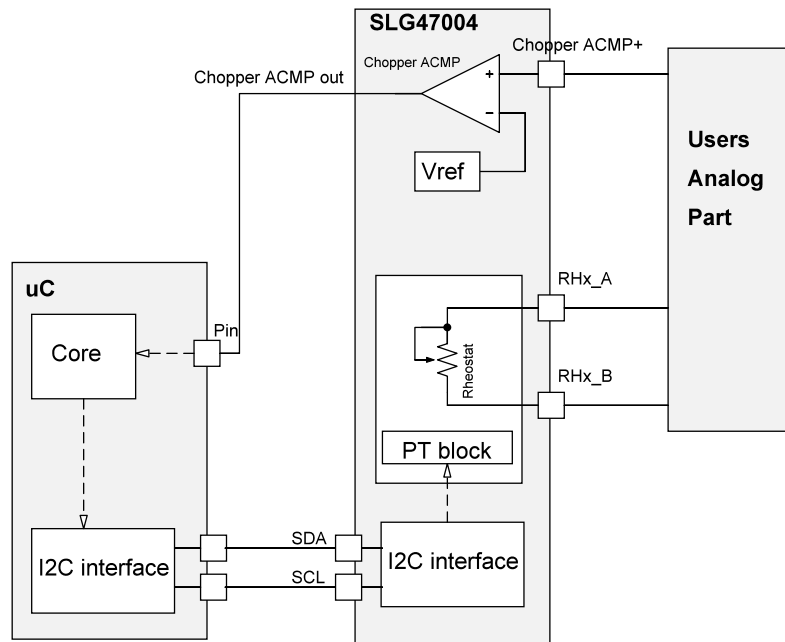 SLG47004
Chopper ACMP+
Chopper ACMP
Chopper ACMP out
+
−
Vref
Users
Analog
Part
uC
Pin
Core
RHx_A
Rheostat
RHx_B
PT block
SDA
SCL
I2C interface
I2C interface